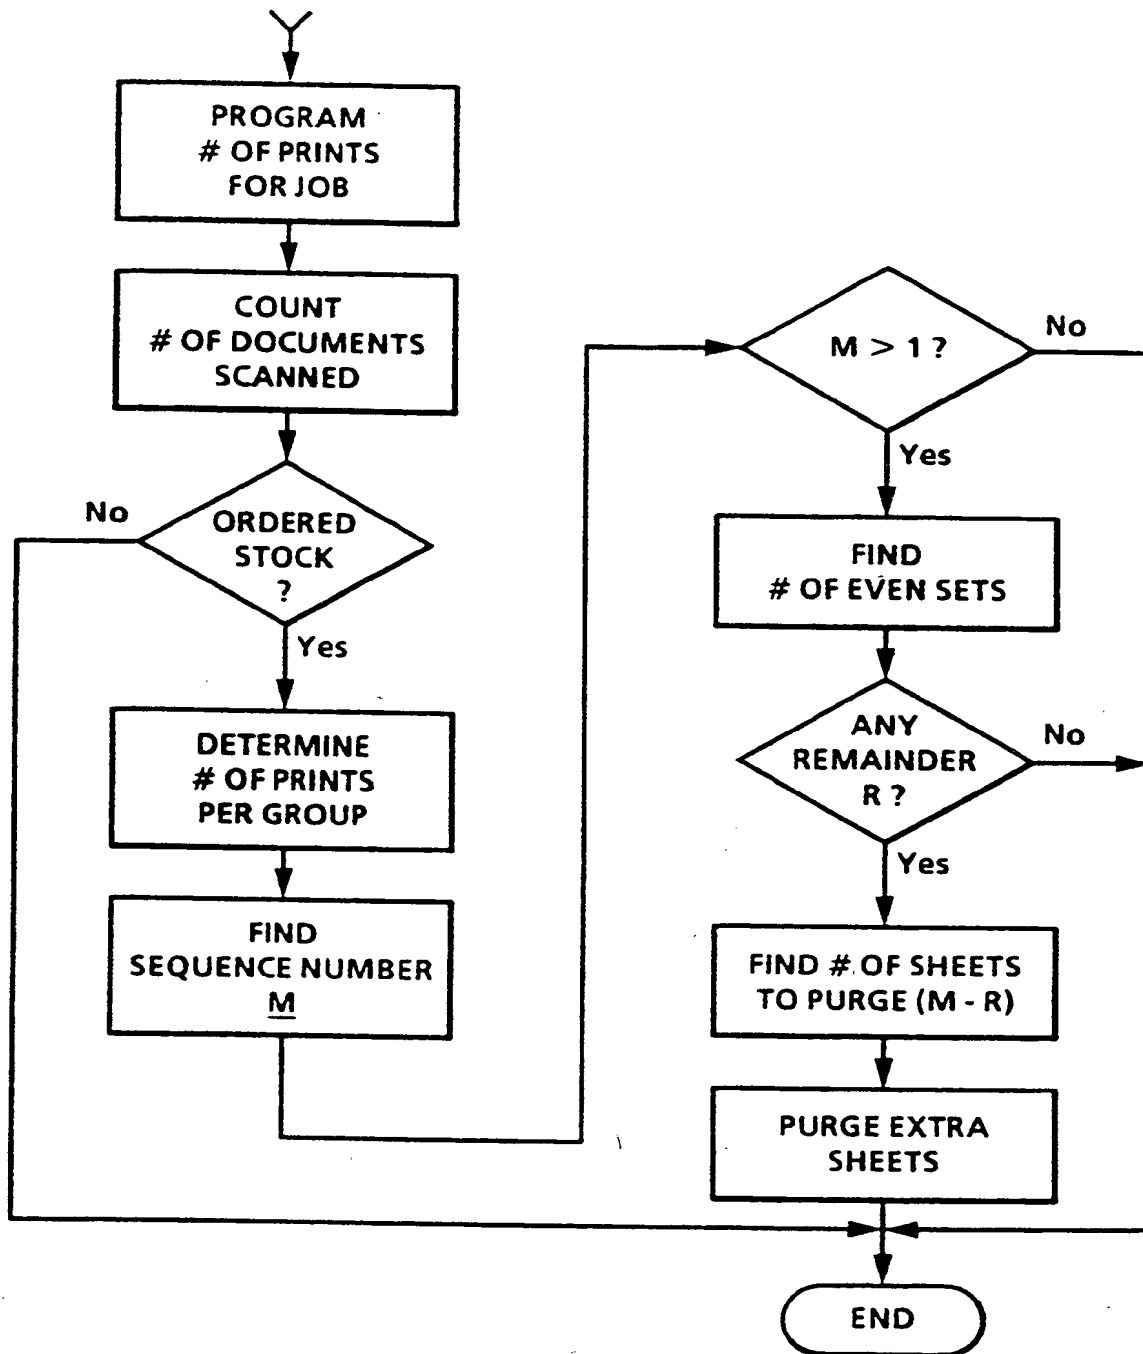 PROGRAM
# OF PRINTS
FOR JOB
COUNT
# OF DOCUMENTS
SCANNED
No
ORDERED
STOCK
?
Yes
DETERMINE
# OF PRINTS
PER GROUP
FIND
SEQUENCE NUMBER
M
M > 1 ?
No
Yes
FIND
# OF EVEN SETS
ANY
REMAINDER
R ?
No
Yes
FIND # OF SHEETS
TO PURGE (M - R)
PURGE EXTRA
SHEETS
END